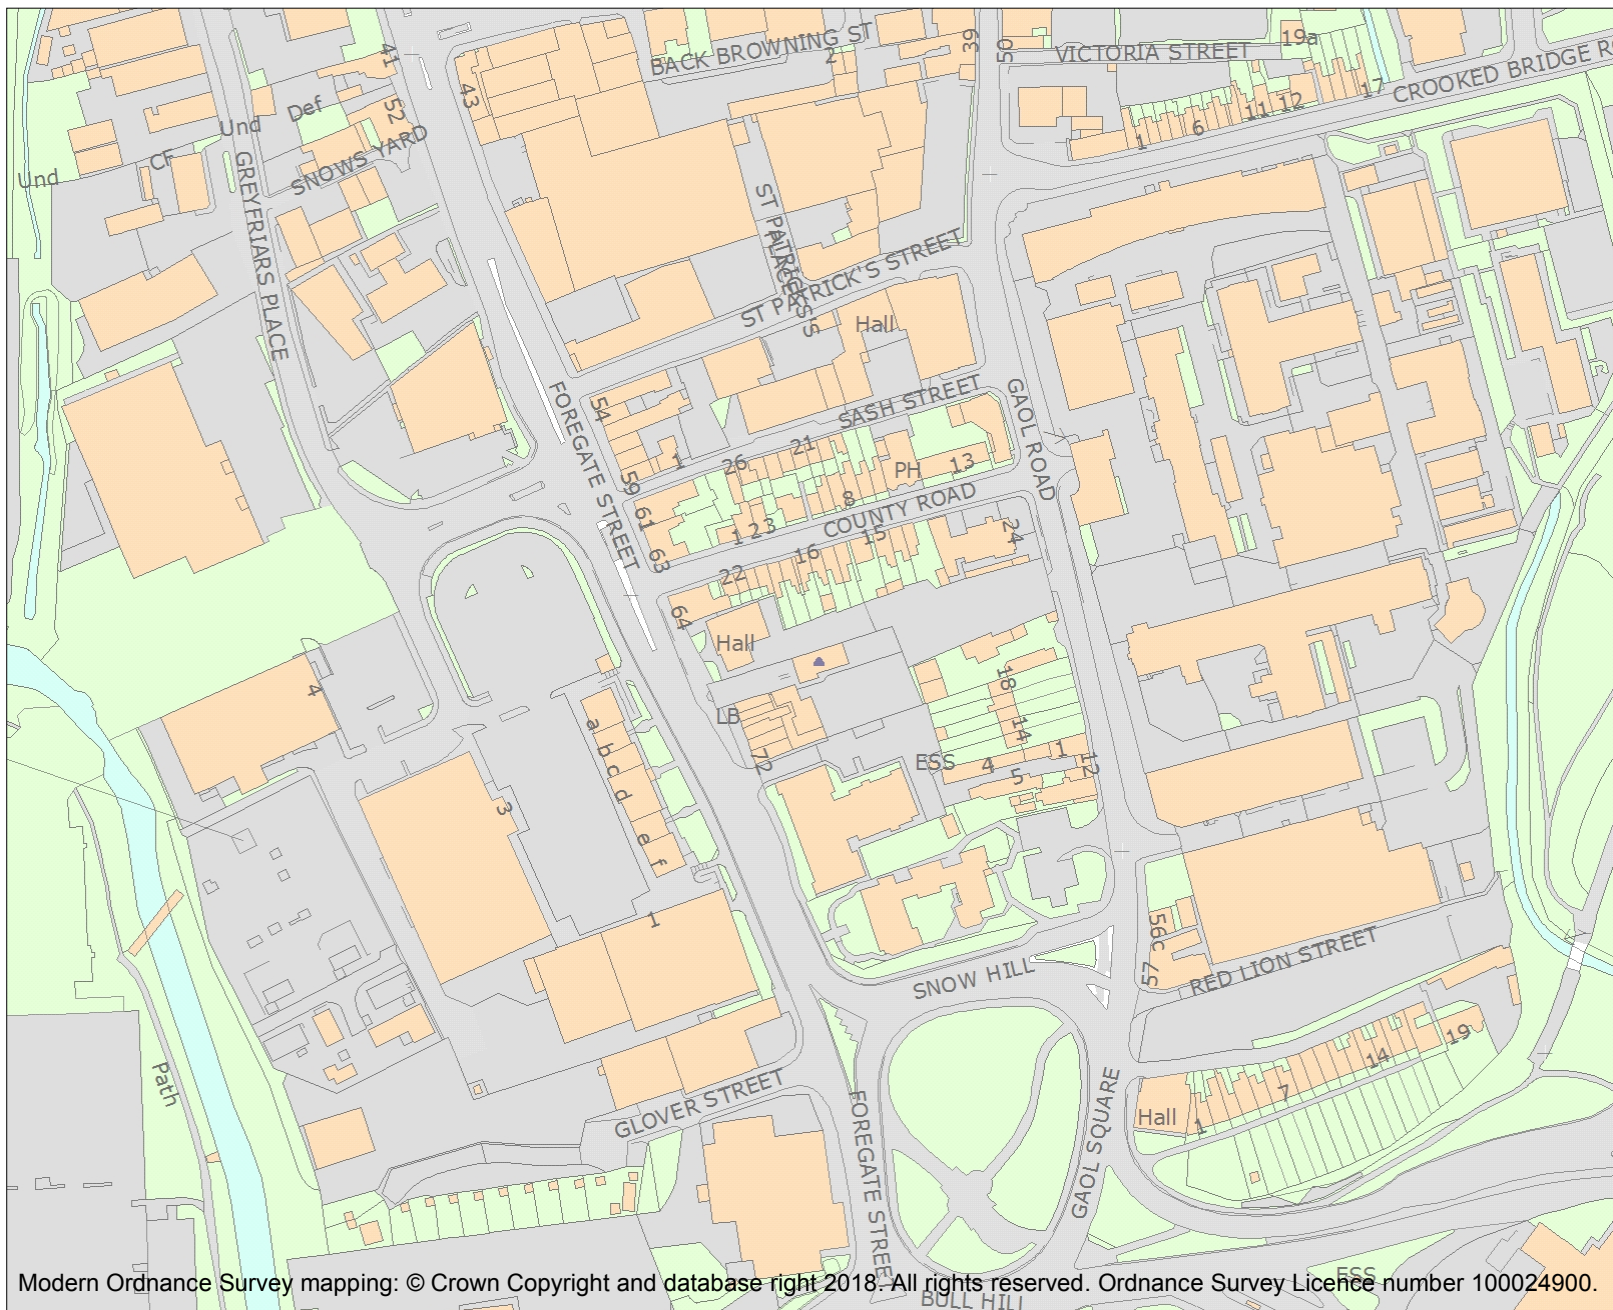 BACK BROWNING ST
2
39
50
VICTORIA STREET
19a
17
CROOKED BRIDGE R
41
43
52
Def
Und
CF
SNOWS YARD
Und
GREYFRIARS PLACE
1
6
11
12
ST PATRICK'S
PLACE
ST PATRICK'S STREET
Hall
FOREGATE STREET
54
SASH STREET
GAOL ROAD
1
26
21
PH
13
59
61
63
8
COUNTY ROAD
1
2
3
15
16
24
22
64
Hall
4
LB
18
14
72
ESS
4
5
1
12
a
b
c
d
e
f
3
1
56c
57
SNOW HILL
RED LION STREET
Path
GLOVER STREET
FOREGATE STREET
GAOL SQUARE
Hall
1
7
14
19
ESS
BULL HILL
Modern Ordnance Survey mapping: © Crown Copyright and database right 2018. All rights reserved. Ordnance Survey Licence number 100024900.